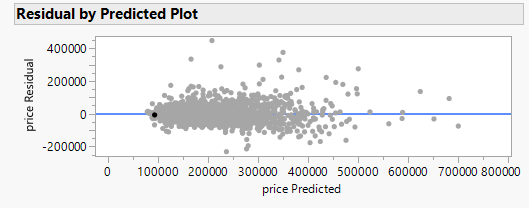 Residual by Predicted Plot
price Residual
400000
200000
0
-200000
0 100000 200000 300000 400000 500000 600000 700000 800000
price Predicted